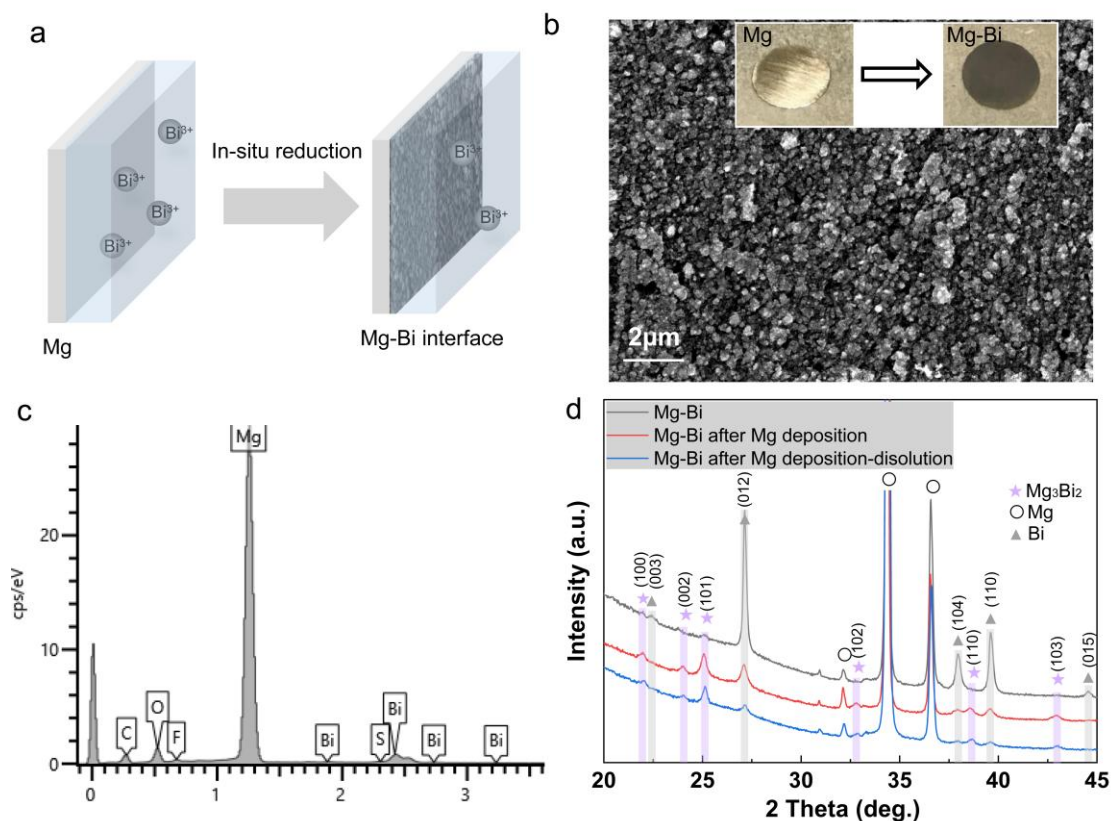 a
Bi³⁺
Bi³⁺
Bi³⁺
Bi³⁺
In-situ reduction
Bi³⁺
Bi³⁺
Mg
Mg-Bi interface
b
Mg
Mg-Bi
2μm
c
cps/eV
20
10
0
Mg
C
O
F
Bi
S
Bi
Bi
Bi
0
1
2
3
d
Mg-Bi
Mg-Bi after Mg deposition
Mg-Bi after Mg deposition-disolution
Mg₃Bi₂
Mg
Bi
(100)
(003)
(002)
(101)
(012)
(102)
(104)
(110)
(110)
(103)
(015)
Intensity (a.u.)
20
25
30
35
40
45
2 Theta (deg.)